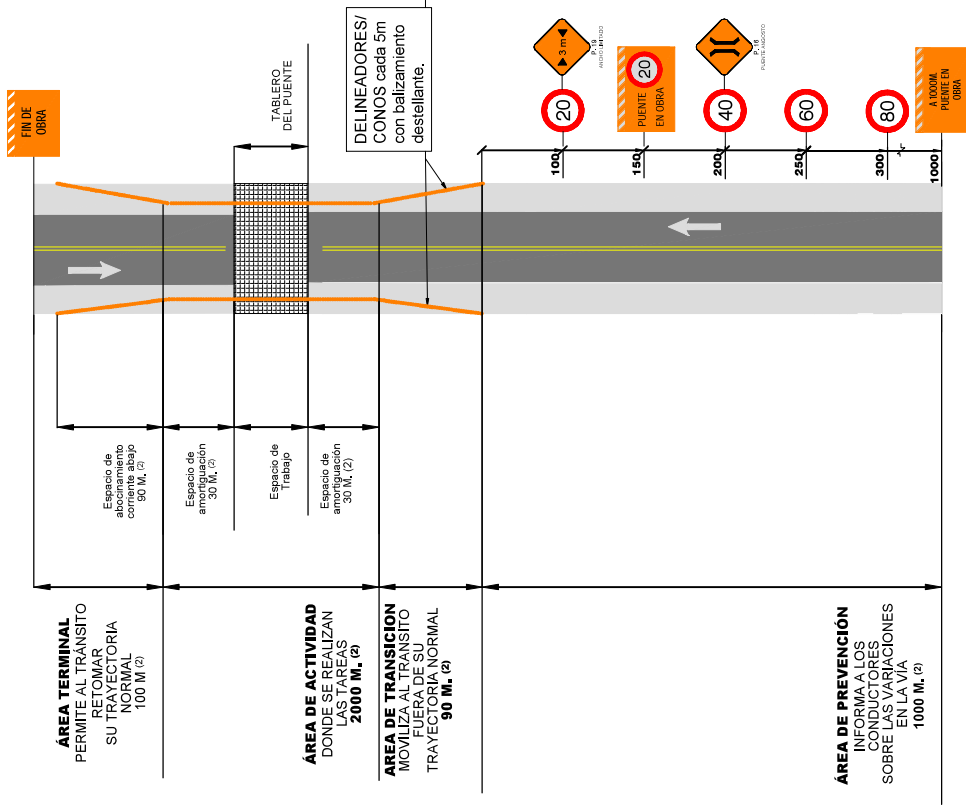 FIN DE
OBRA
TABLERO
DEL PUENTE
DELINEADORES/
CONOS cada 5m
con balizamiento
destellante.
3 m
P. 19
ANCHO LIMITADO
20
100
PUENTE
20
EN OBRA
150
P. 18
PUENTE ANGOSTO
40
200
60
250
80
300
A 1000M.
PUENTE EN
OBRA
1000
Espacio de
abocinamiento
corriente abajo
90 M. (2)
Espacio de
amortiguación
30 M. (2)
Espacio de
Trabajo
Espacio de
amortiguación
30 M. (2)
ÁREA TERMINAL
PERMITE AL TRÁNSITO
RETOMAR
SU TRAYECTORIA
NORMAL
100 M (2)
ÁREA DE ACTIVIDAD
DONDE SE REALIZAN
LAS TAREAS
2000 M. (2)
AREA DE TRANSICION
MOVILIZA AL TRANSITO
FUERA DE SU
TRAYECTORIA NORMAL
90 M. (2)
ÁREA DE PREVENCIÓN
INFORMA A LOS
CONDUCTORES
SOBRE LAS VARIACIONES
EN LA VÍA
1000 M. (2)